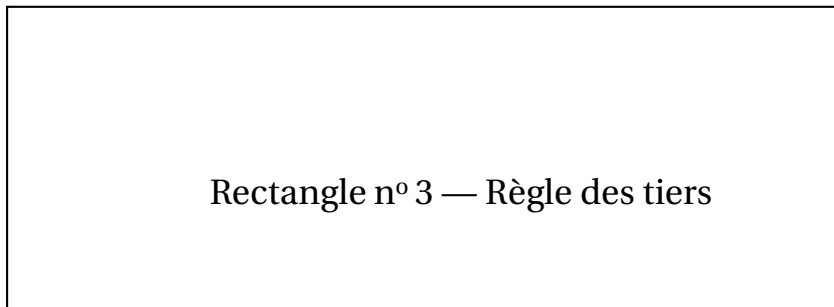 Rectangle nº 3 — Règle des tiers